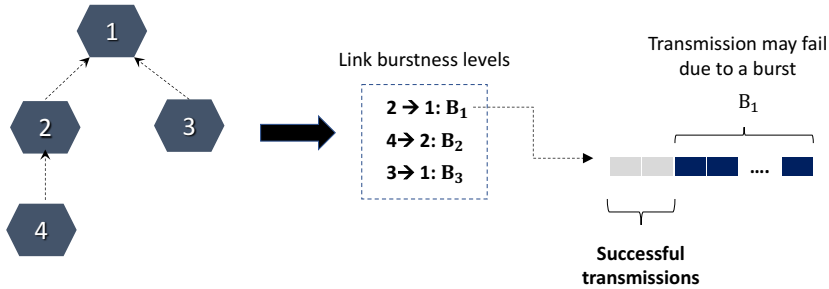 1
2
3
4
Link burstness levels
2 → 1: B₁
4→ 2: B₂
3→ 1: B₃
Transmission may fail
due to a burst
B₁
....
Successful
transmissions